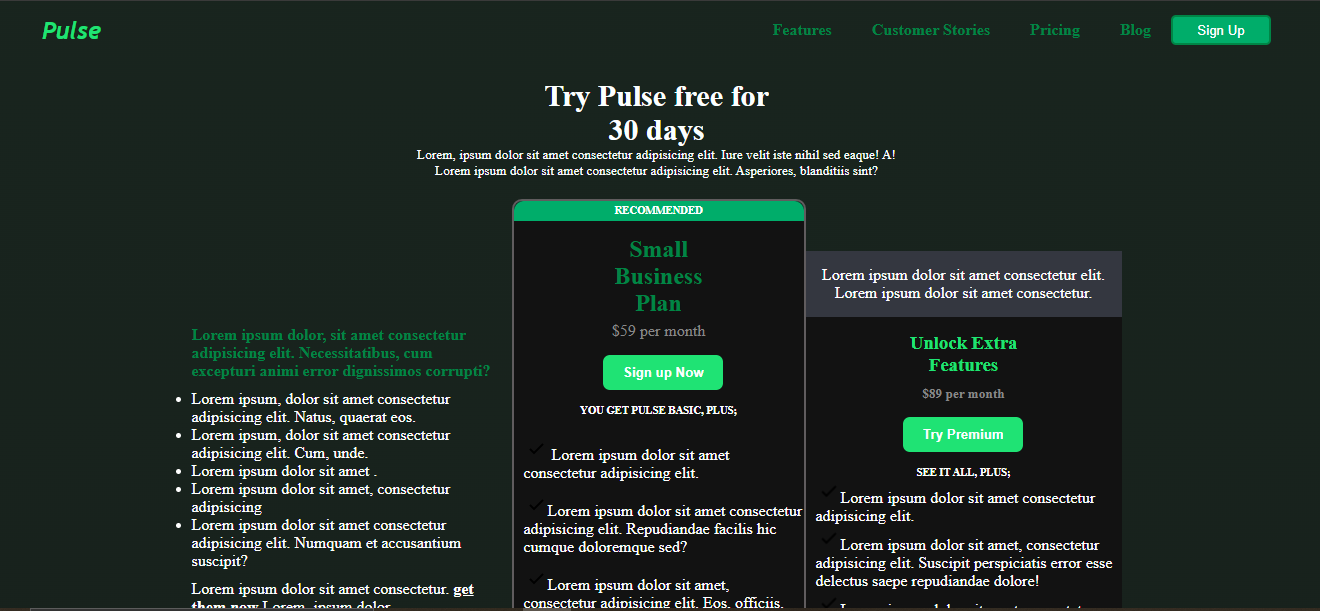 Pulse
Features
Customer Stories
Pricing
Blog
Sign Up
Try Pulse free for
30 days
Lorem, ipsum dolor sit amet consectetur adipisicing elit. Iure velit iste nihil sed eaque! A!
Lorem ipsum dolor sit amet consectetur adipisicing elit. Asperiores, blanditiis sint?
Lorem ipsum dolor, sit amet consectetur
adipisicing elit. Necessitatibus, cum
excepturi animi error dignissimos corrupti?
Lorem ipsum, dolor sit amet consectetur
adipisicing elit. Natus, quaerat eos.
Lorem ipsum, dolor sit amet consectetur
adipisicing elit. Cum, unde.
Lorem ipsum dolor sit amet .
Lorem ipsum dolor sit amet, consectetur
adipisicing
Lorem ipsum dolor sit amet consectetur
adipisicing elit. Numquam et accusantium
suscipit?
Lorem ipsum dolor sit amet consectetur. get
them now Lorem, ipsum dolor
RECOMMENDED
Small
Business
Plan
$59 per month
Sign up Now
YOU GET PULSE BASIC, PLUS;
Lorem ipsum dolor sit amet
consectetur adipisicing elit.
Lorem ipsum dolor sit amet consectetur
adipisicing elit. Repudiandae facilis hic
cumque doloremque sed?
Lorem ipsum dolor sit amet,
consectetur adipisicing elit. Eos, officiis.
Lorem ipsum dolor sit amet consectetur elit.
Lorem ipsum dolor sit amet consectetur.
Unlock Extra
Features
$89 per month
Try Premium
SEE IT ALL, PLUS;
Lorem ipsum dolor sit amet consectetur
adipisicing elit.
Lorem ipsum dolor sit amet, consectetur
adipisicing elit. Suscipit perspiciatis error esse
delectus saepe repudiandae dolore!